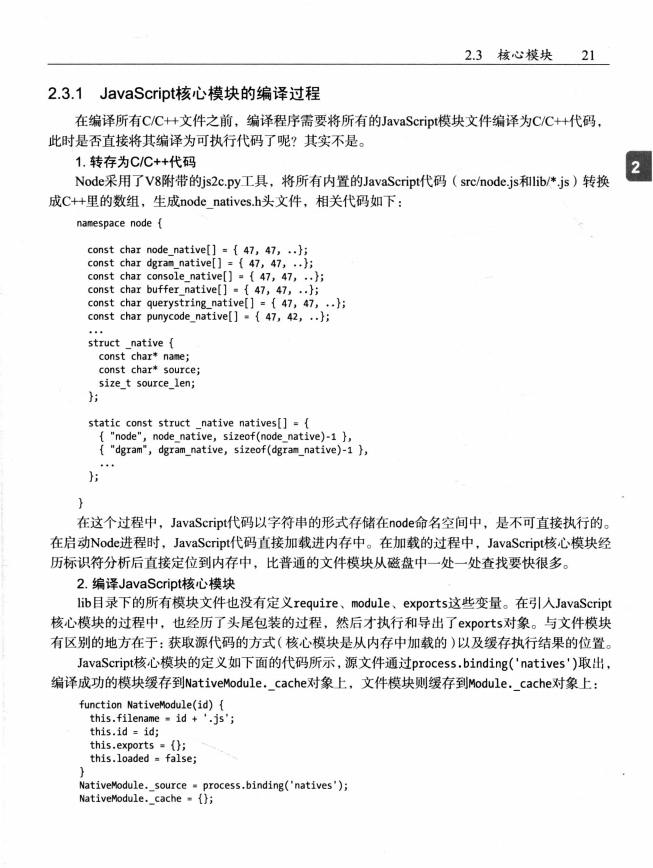 2.3 核心模块 21
2.3.1 JavaScript核心模块的编译过程
在编译所有C/C++文件之前，编译程序需要将所有的JavaScript模块文件编译为C/C++代码，
此时是否直接将其编译为可执行代码了呢？其实不是。
1. 转存为C/C++代码
2
Node采用了V8附带的js2c.py工具，将所有内置的JavaScript代码（src/node.js和lib/*.js）转换
成C++里的数组，生成node_natives.h头文件，相关代码如下：
namespace node {
const char node_native[] = { 47, 47, ..};
const char dgram_native[] = { 47, 47, ..};
const char console_native[] = { 47, 47, ..};
const char buffer_native[] = { 47, 47, ..};
const char querystring_native[] = { 47, 47, ..};
const char punycode_native[] = { 47, 42, ..};
...
struct _native {
const char* name;
const char* source;
size_t source_len;
};
static const struct _native natives[] = {
{ "node", node_native, sizeof(node_native)-1 },
{ "dgram", dgram_native, sizeof(dgram_native)-1 },
...
};
}
在这个过程中，JavaScript代码以字符串的形式存储在node命名空间中，是不可直接执行的。
在启动Node进程时，JavaScript代码直接加载进内存中。在加载的过程中，JavaScript核心模块经
历标识符分析后直接定位到内存中，比普通的文件模块从磁盘中一处一处查找要快很多。
2. 编译JavaScript核心模块
lib目录下的所有模块文件也没有定义require、module、exports这些变量。在引入JavaScript
核心模块的过程中，也经历了头尾包装的过程，然后才执行和导出了exports对象。与文件模块
有区别的地方在于：获取源代码的方式（核心模块是从内存中加载的）以及缓存执行结果的位置。
JavaScript核心模块的定义如下面的代码所示，源文件通过process.binding('natives')取出，
编译成功的模块缓存到NativeModule._cache对象上，文件模块则缓存到Module._cache对象上：
function NativeModule(id) {
this.filename = id + '.js';
this.id = id;
this.exports = {};
this.loaded = false;
}
NativeModule._source = process.binding('natives');
NativeModule._cache = {};